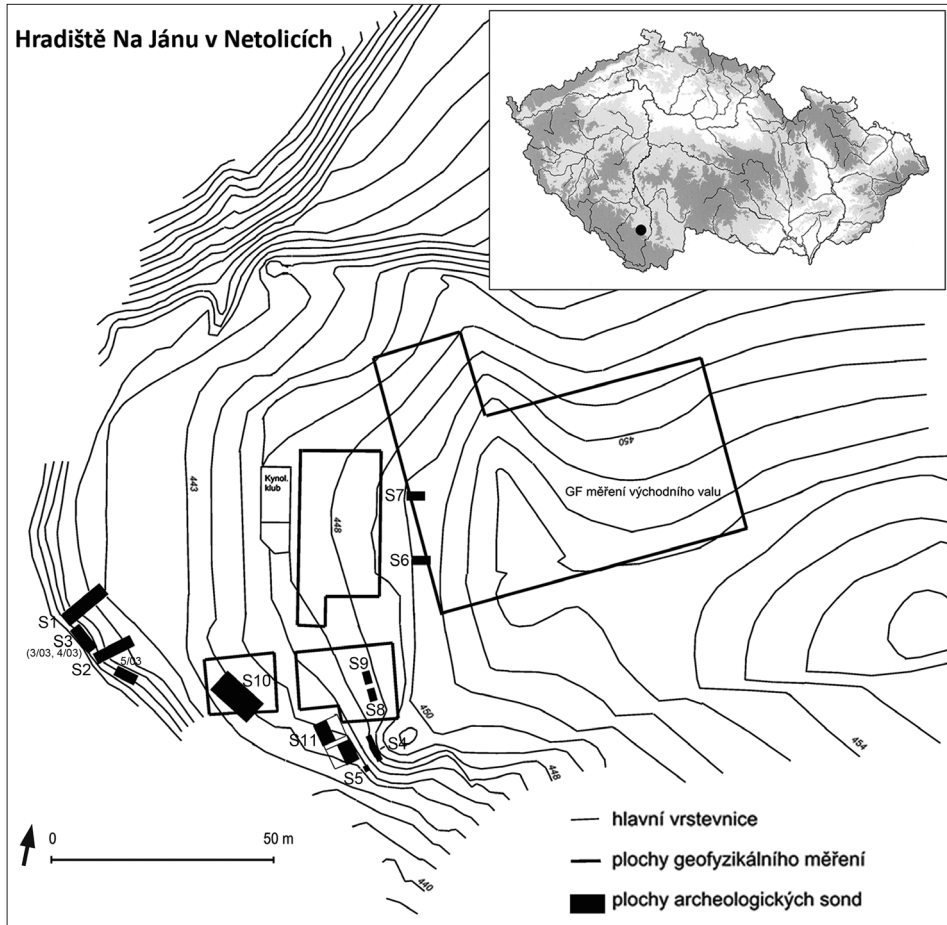 Hradiště Na Jánu v Netolicích
443
Kynol.
klub
448
450
GF měření východního valu
S7
S6
S1
S3
(3/03, 4/03)
S2
5/03
S10
S9
S8
S11
S4
S5
450
448
454
440
0 50 m
hlavní vrstevnice
plochy geofyzikálního měření
plochy archeologických sond